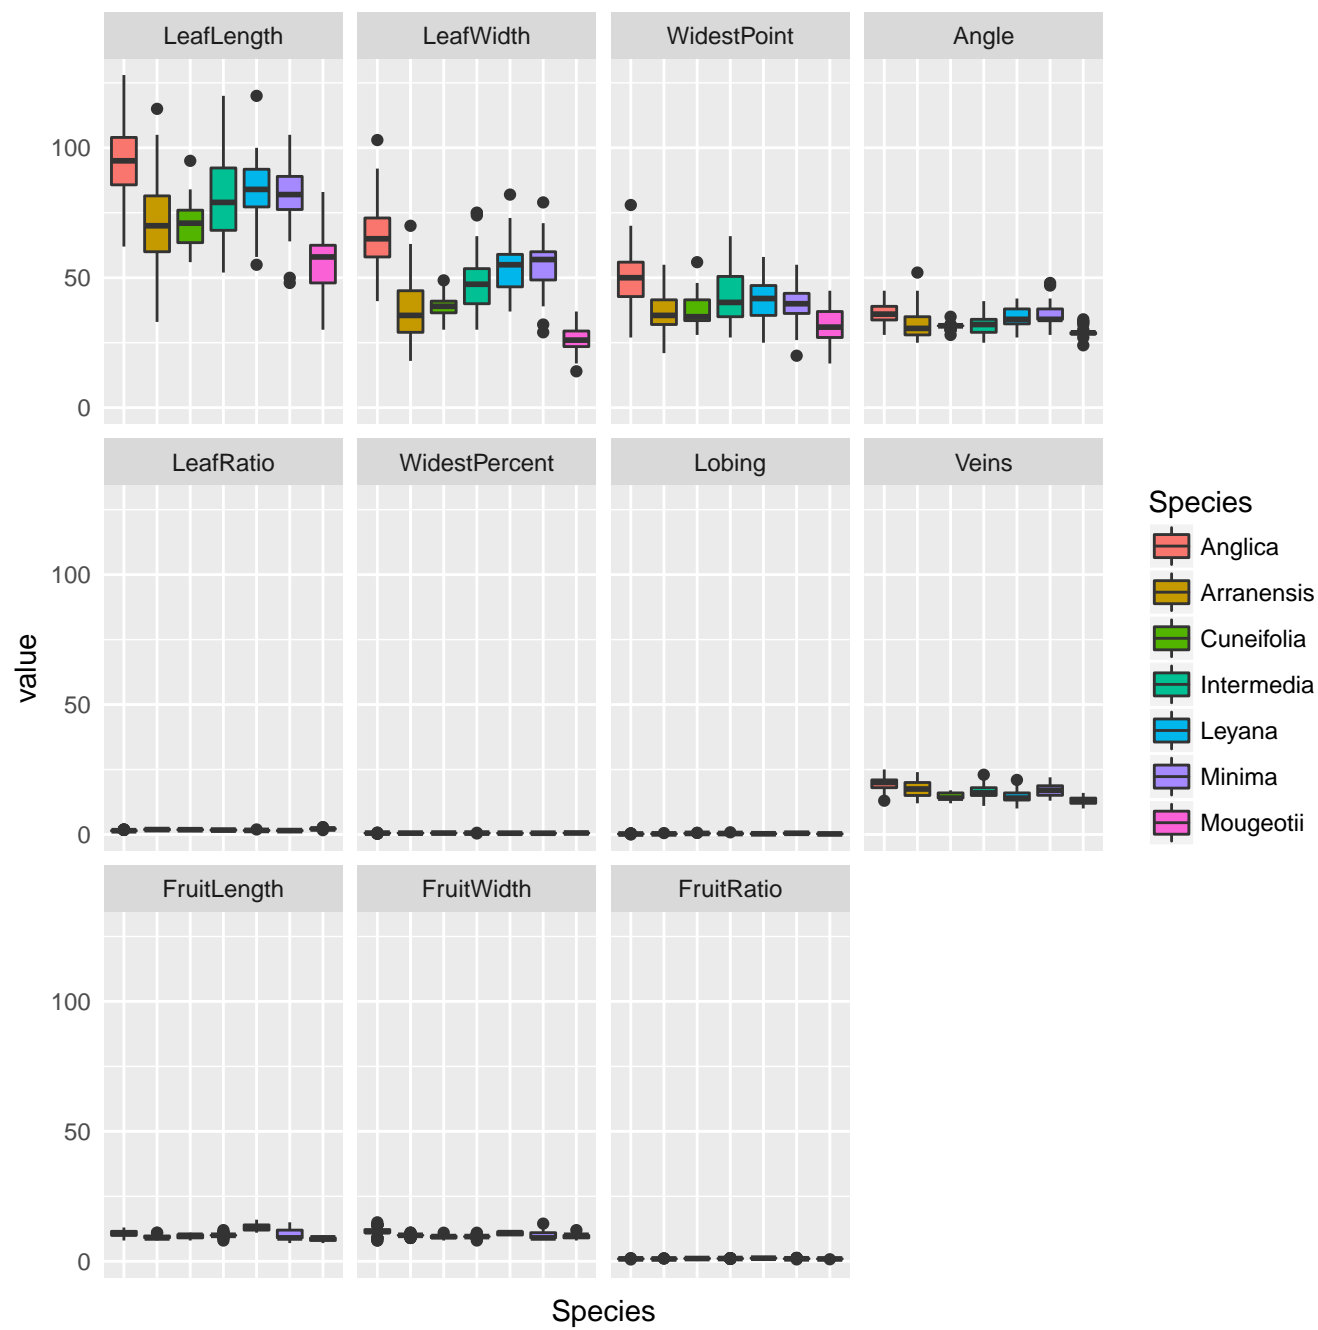 LeafLength LeafWidth WidestPoint Angle
100
50
0
LeafRatio WidestPercent Lobing Veins
100
50
0
FruitLength FruitWidth FruitRatio
100
50
0
value
Species
Species
Anglica
Arranensis
Cuneifolia
Intermedia
Leyana
Minima
Mougeotii